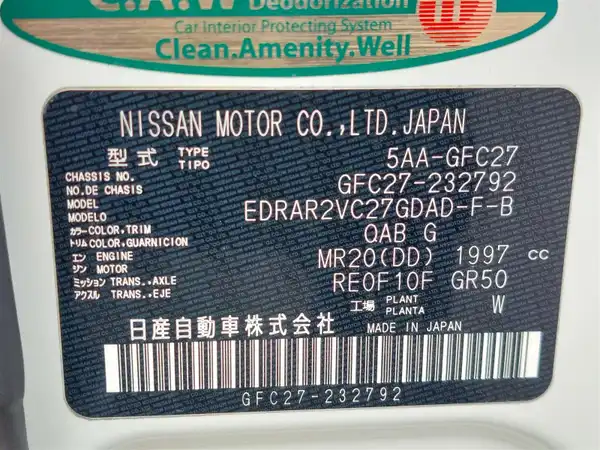 C.A.W Deodorization
Car Interior Protecting System
Clean.Amenity.Well
NISSAN MOTOR CO.,LTD.JAPAN
型式 TYPE TIPO 5AA-GFC27
CHASSIS NO. NO.DE CHASIS GFC27-232792
MODEL MODELO EDRAR2VC27GDAD-F-B
カラー COLOR,TRIM
トリム COLOR,GUARNICION QAB G
エン ENGINE
ジン MOTOR MR20(DD) 1997 cc
ミッション TRANS.,AXLE
アクスル TRANS.,EJE RE0F10F GR50
工場 PLANT PLANTA W
日産自動車株式会社 MADE IN JAPAN
GFC27-232792